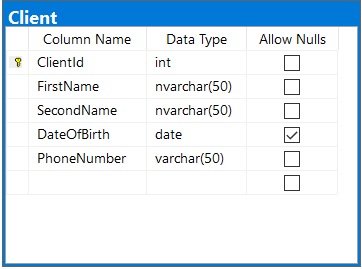 Client
Column Name Data Type Allow Nulls
ClientId int
FirstName nvarchar(50)
SecondName nvarchar(50)
DateOfBirth date
PhoneNumber varchar(50)